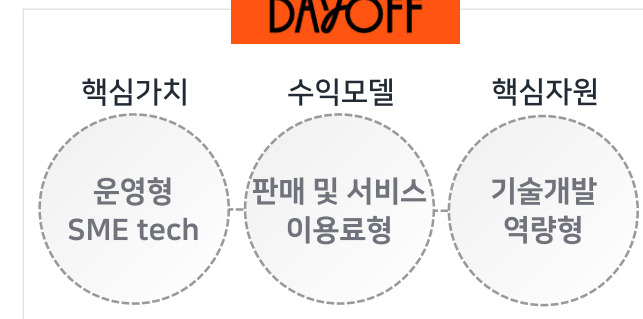 DAYOFF
핵심가치
수익모델
핵심자원
운영형
SME tech
판매 및 서비스
이용료형
기술개발
역량형